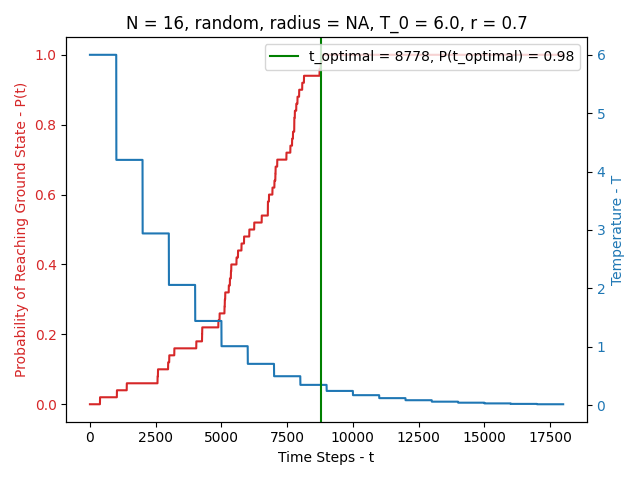 N = 16, random, radius = NA, T_0 = 6.0, r = 0.7
t_optimal = 8778, P(t_optimal) = 0.98
Probability of Reaching Ground State - P(t)
1.0
0.8
0.6
0.4
0.2
0.0
6
5
4
3
2
1
0
Temperature - T
0 2500 5000 7500 10000 12500 15000 17500
Time Steps - t